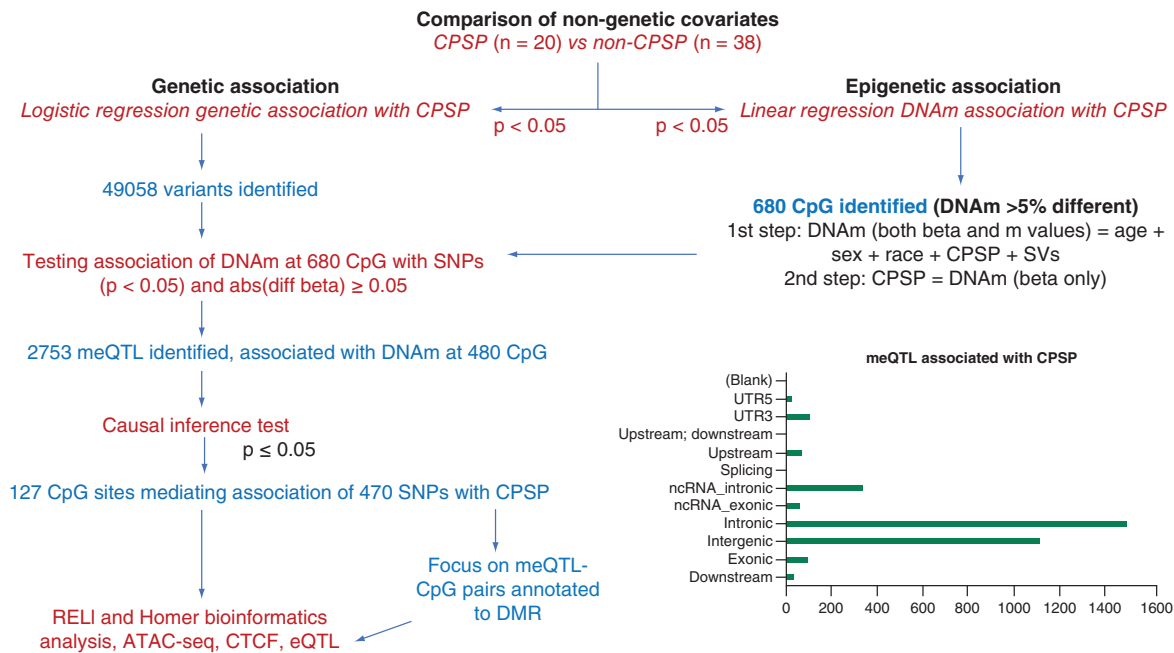 Comparison of non-genetic covariates
CPSP (n = 20) vs non-CPSP (n = 38)
Genetic association
Logistic regression genetic association with CPSP
p < 0.05
p < 0.05
Epigenetic association
Linear regression DNAm association with CPSP
49058 variants identified
680 CpG identified (DNAm >5% different)
1st step: DNAm (both beta and m values) = age +
sex + race + CPSP + SVs
2nd step: CPSP = DNAm (beta only)
Testing association of DNAm at 680 CpG with SNPs
(p < 0.05) and abs(diff beta) ≥ 0.05
2753 meQTL identified, associated with DNAm at 480 CpG
Causal inference test
p ≤ 0.05
127 CpG sites mediating association of 470 SNPs with CPSP
Focus on meQTL-
CpG pairs annotated
to DMR
RELI and Homer bioinformatics
analysis, ATAC-seq, CTCF, eQTL
meQTL associated with CPSP
(Blank)
UTR5
UTR3
Upstream; downstream
Upstream
Splicing
ncRNA_intronic
ncRNA_exonic
Intronic
Intergenic
Exonic
Downstream
0 200 400 600 800 1000 1200 1400 1600